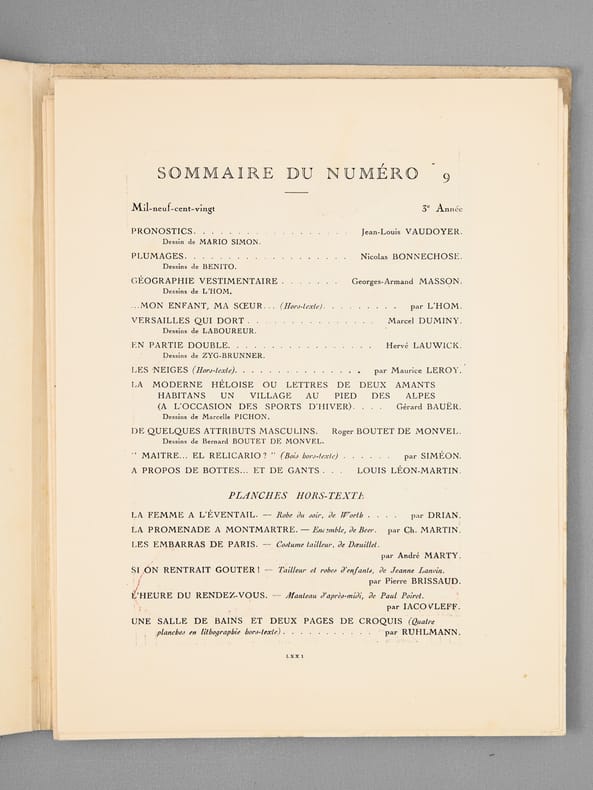 SOMMAIRE DU NUMÉRO 9
Mil-neuf-cent-vingt 3e Année
PRONOSTICS. . . . . . . . . . . . . . . . . . Jean-Louis VAUDOYER.
Dessin de MARIO SIMON.
PLUMAGES. . . . . . . . . . . . . . . . . . . Nicolas BONNECHOSE.
Dessins de BENITO.
GÉOGRAPHIE VESTIMENTAIRE . . . . . . . Georges-Armand MASSON.
Dessins de L'HOM.
...MON ENFANT, MA SŒUR... (Hors-texte). . . . . . . . . par L'HOM.
VERSAILLES QUI DORT . . . . . . . . . . . . . . . Marcel DUMINY.
Dessins de LABOUREUR.
EN PARTIE DOUBLE. . . . . . . . . . . . . . . . . Hervé LAUWICK.
Dessins de ZYG-BRUNNER.
LES NEIGES (Hors-texte). . . . . . . . . . . . . . par Maurice LEROY.
LA MODERNE HÉLOISE OU LETTRES DE DEUX AMANTS
HABITANS UN VILLAGE AU PIED DES ALPES
(A L'OCCASION DES SPORTS D'HIVER). . . . Gérard BAUËR.
Dessins de Marcelle PICHON.
DE QUELQUES ATTRIBUTS MASCULINS. Roger BOUTET DE MONVEL.
Dessins de Bernard BOUTET DE MONVEL.
" MAITRE... EL RELICARIO ? " (Bois hors-texte) . . . . . . par SIMÉON.
A PROPOS DE BOTTES... ET DE GANTS . . . LOUIS LÉON-MARTIN.
PLANCHES HORS-TEXTE
LA FEMME A L'ÉVENTAIL. — Robe du soir, de Worth . . . . par DRIAN.
LA PROMENADE A MONTMARTRE. — Ensemble, de Beer. par Ch. MARTIN.
LES EMBARRAS DE PARIS. — Costume tailleur, de Dœuillet.
par André MARTY.
SI ON RENTRAIT GOUTER ! — Tailleur et robes d'enfants, de Jeanne Lanvin.
par Pierre BRISSAUD.
L'HEURE DU RENDEZ-VOUS. — Manteau d'après-midi, de Paul Poiret.
par IACOVLEFF.
UNE SALLE DE BAINS ET DEUX PAGES DE CROQUIS (Quatre
planches en lithographie hors-texte) . . . . . . . . . . par RUHLMANN.
LXXI